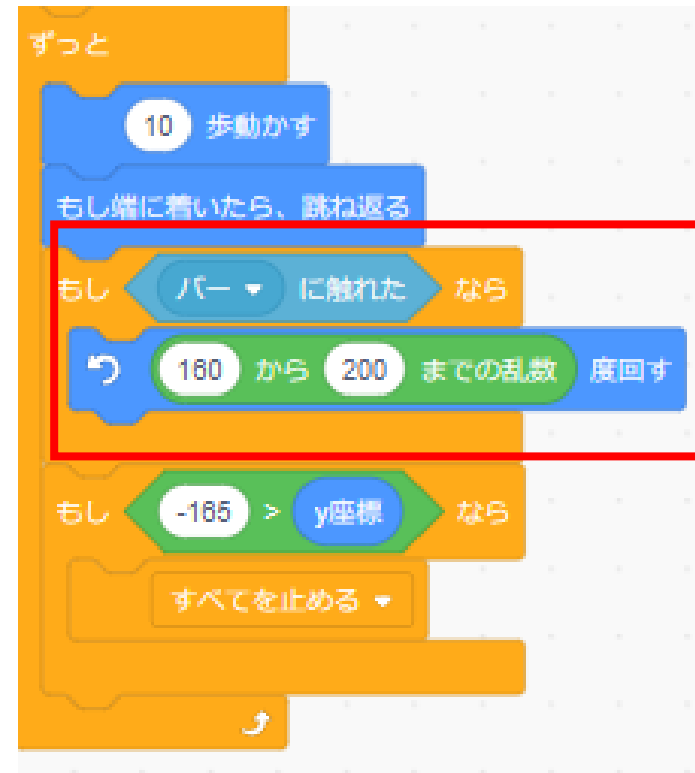 ずっと
10 歩動かす
もし端に着いたら、跳ね返る
もし バー に触れた なら
160 から 200 までの乱数 度回す
もし -165 > y座標 なら
すべてを止める